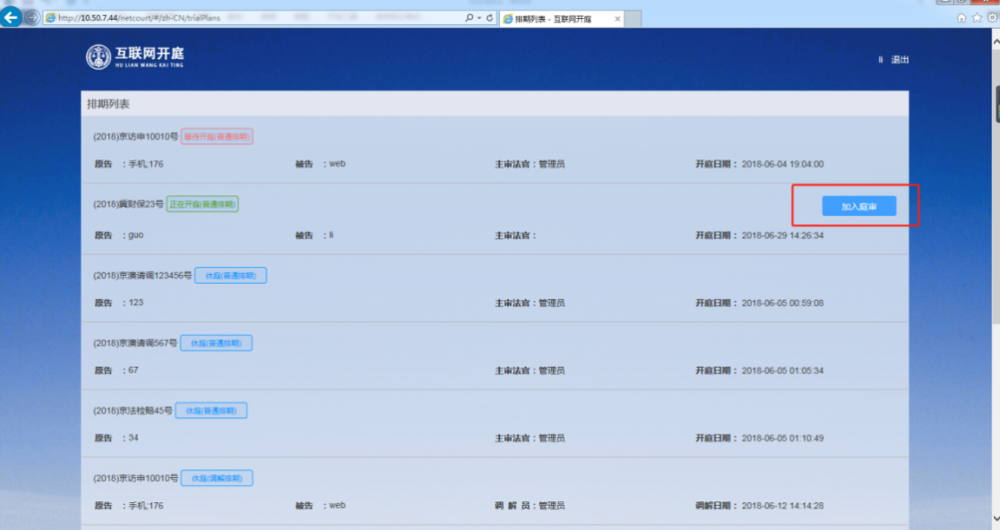 http://10.50.7.44/netcourt/#/zh-CN/trialPlans
排期列表 - 互联网开庭
互联网开庭
HU LIAN WANG KAI TING
li 退出
排期列表
(2018)京访申10010号 等待开庭(普通排期)
原告 : 手机;176 被告 : web 主审法官 : 管理员 开庭日期 : 2018-06-04 19:04:00
(2018)冀财保23号 正在开庭(普通排期) 加入庭审
原告 : guo 被告 : li 主审法官 : 开庭日期 : 2018-06-29 14:26:34
(2018)京澳请调123456号 休庭(普通排期)
原告 : 123 主审法官 : 管理员 开庭日期 : 2018-06-05 00:59:08
(2018)京澳请调567号 休庭(普通排期)
原告 : 67 主审法官 : 管理员 开庭日期 : 2018-06-05 01:05:34
(2018)京法检赔45号 休庭(普通排期)
原告 : 34 主审法官 : 管理员 开庭日期 : 2018-06-05 01:10:49
(2018)京访申10010号 休庭(调解排期)
原告 : 手机;176 被告 : web 调 解 员 : 管理员 调解日期 : 2018-06-12 14:14:28